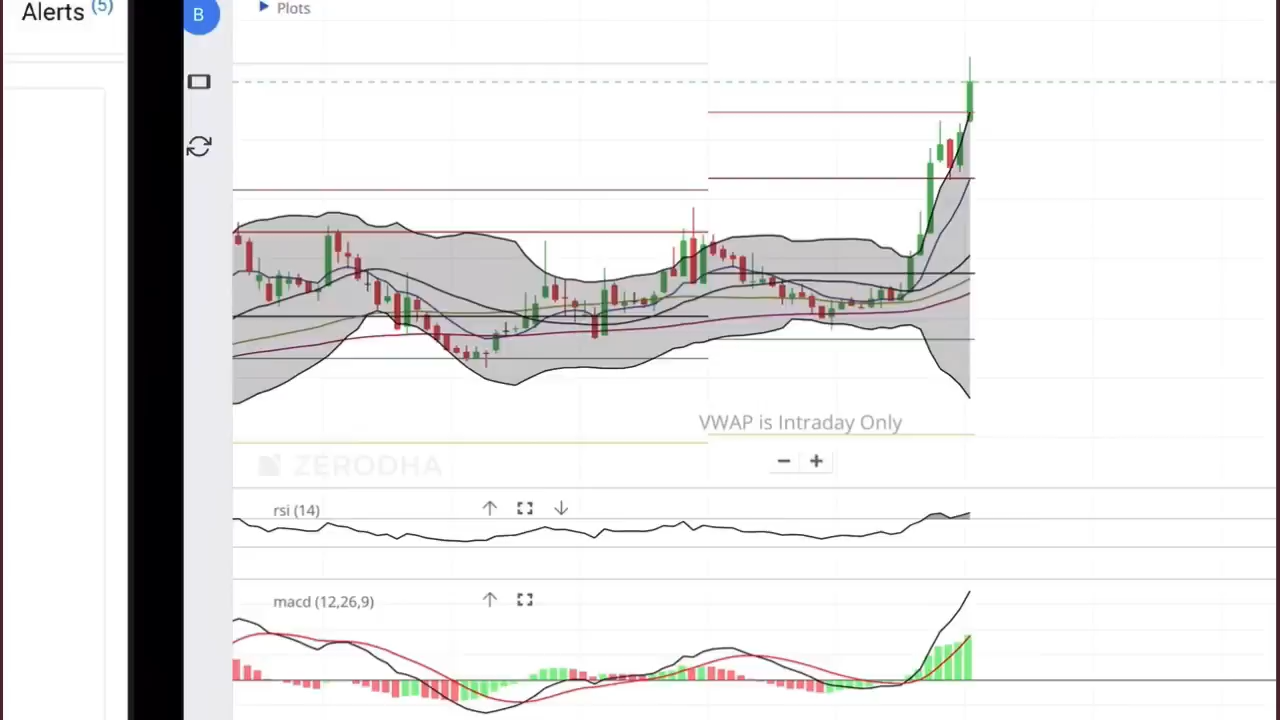 Alerts (5)
B
Plots
VWAP is Intraday Only
ZERODHA
rsi (14)
macd (12,26,9)